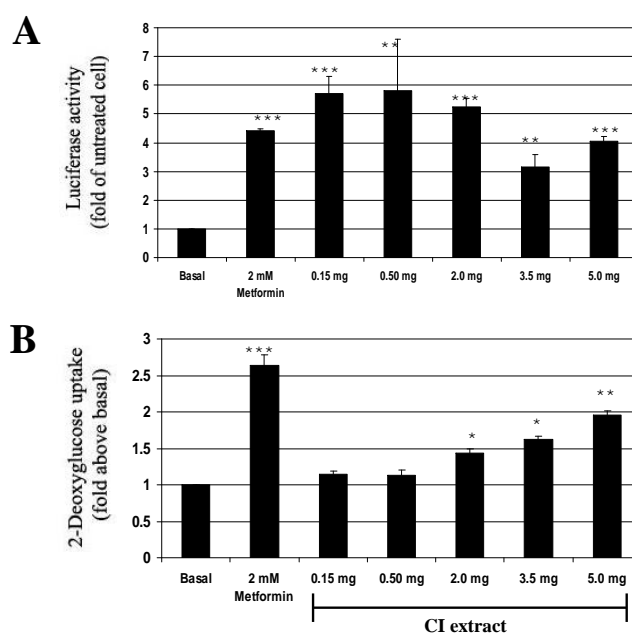 A
Luciferase activity
(fold of untreated cell)
8
7
6
5
4
3
2
1
0
***
***
**
***
**
***
Basal
2 mM
Metformin
0.15 mg
0.50 mg
2.0 mg
3.5 mg
5.0 mg
B
2-Deoxyglucose uptake
(fold above basal)
3
2.5
2
1.5
1
0.5
0
***
*
*
**
Basal
2 mM
Metformin
0.15 mg
0.50 mg
2.0 mg
3.5 mg
5.0 mg
CI extract